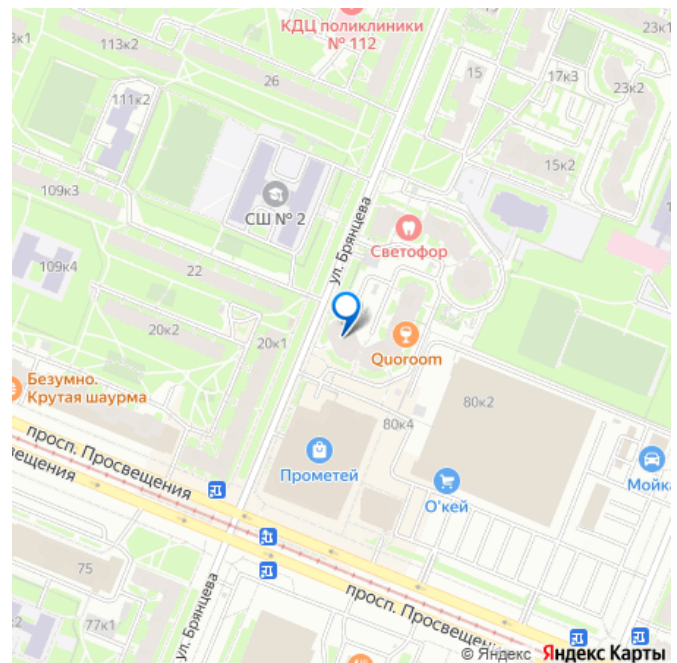 КДЦ поликлиники
№ 112
23к1
к1
113к2
26
15
17к3
23к2
111к2
15к2
СШ № 2
109к3
ул. Брянцева
Светофор
109к4
22
20к2
20к1
Quoroom
Безумно.
Крутая шаурма
80к2
80к4
просп. Просвещения
вещения
Прометей
О'кей
Мойка
75
просп. Просвещения
ул. Брянцева
77к1
© Яндекс Яндекс Карты